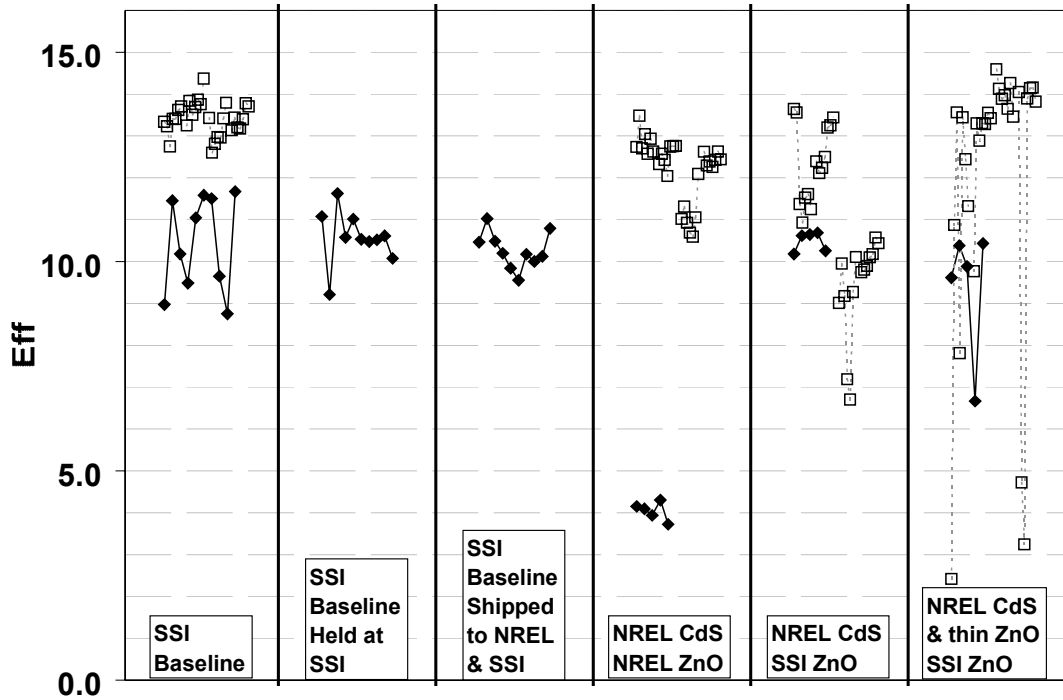 15.0
10.0
5.0
0.0
Eff
SSI
Baseline
SSI
Baseline
Held at
SSI
SSI
Baseline
Shipped
to NREL
& SSI
NREL CdS
NREL ZnO
NREL CdS
SSI ZnO
NREL CdS
& thin ZnO
SSI ZnO